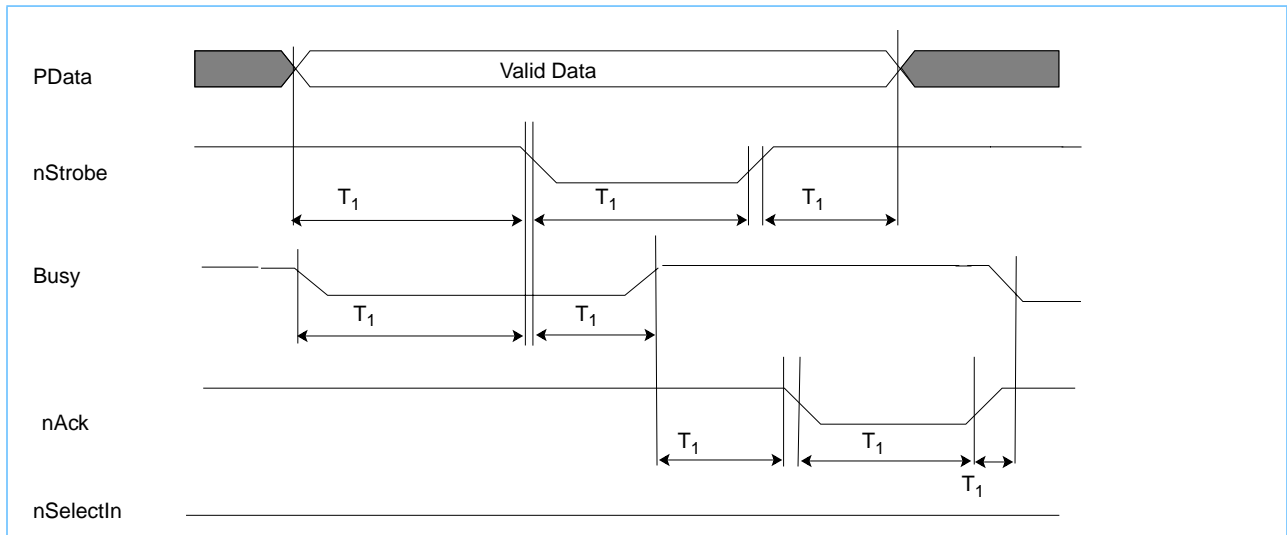 PData
Valid Data
nStrobe
T1
T1
T1
Busy
T1
T1
nAck
T1
T1
T1
nSelectIn